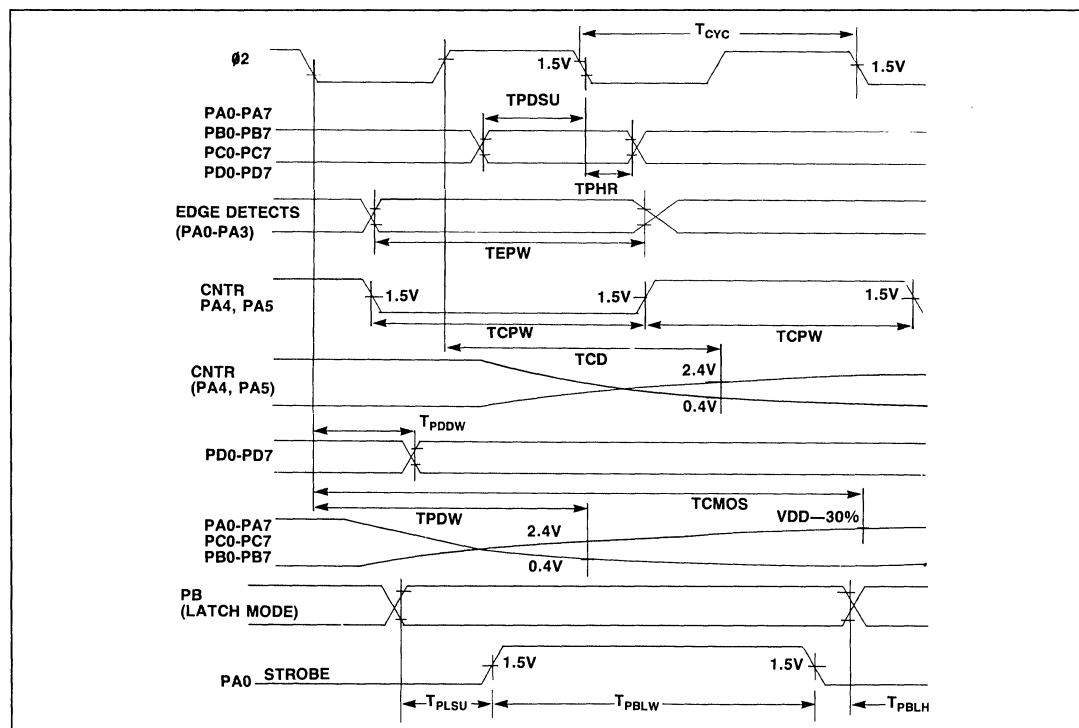 T_CYC
Ø2
1.5V
1.5V
TPDSU
PA0-PA7
PB0-PB7
PC0-PC7
PD0-PD7
TPHR
EDGE DETECTS
(PA0-PA3)
TEPW
CNTR
PA4, PA5
1.5V
1.5V
1.5V
TCPW
TCPW
TCD
CNTR
(PA4, PA5)
2.4V
0.4V
T_PDDW
PD0-PD7
TCMOS
TPDW
VDD—30%
PA0-PA7
PC0-PC7
PB0-PB7
2.4V
0.4V
PB
(LATCH MODE)
PA0 STROBE
1.5V
1.5V
T_PLSU
T_PBLW
T_PBLH